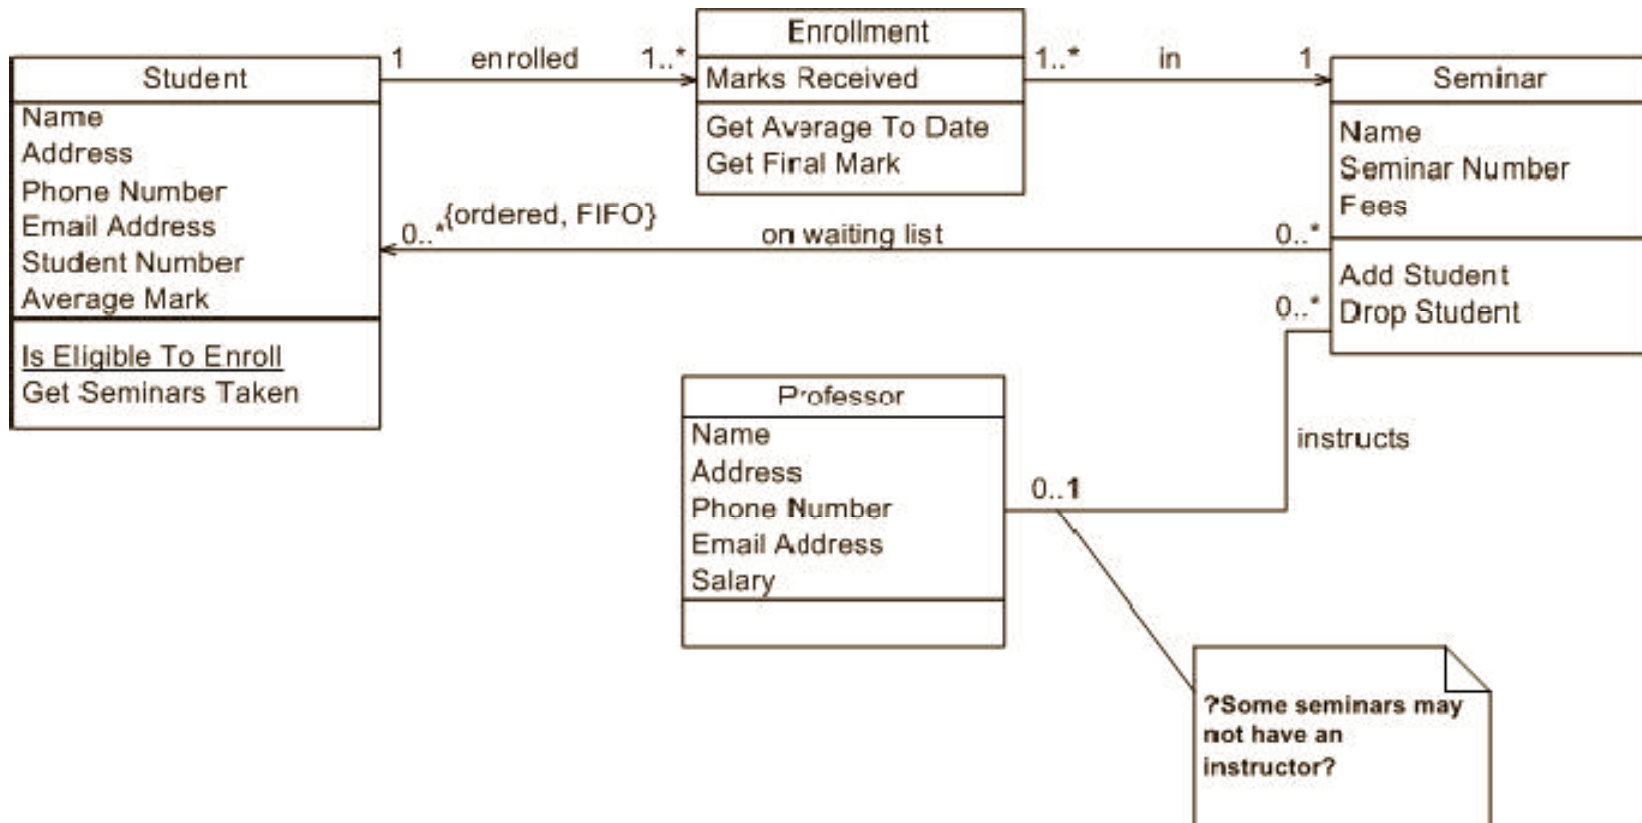 Student
Name
Address
Phone Number
Email Address
Student Number
Average Mark
Is Eligible To Enroll
Get Seminars Taken
1
enrolled
1..*
Enrollment
Marks Received
Get Average To Date
Get Final Mark
1..*
in
1
Seminar
Name
Seminar Number
Fees
Add Student
Drop Student
0..*
{ordered, FIFO}
on waiting list
0..*
0..*
instructs
Professor
Name
Address
Phone Number
Email Address
Salary
0..1
?Some seminars may
not have an
instructor?